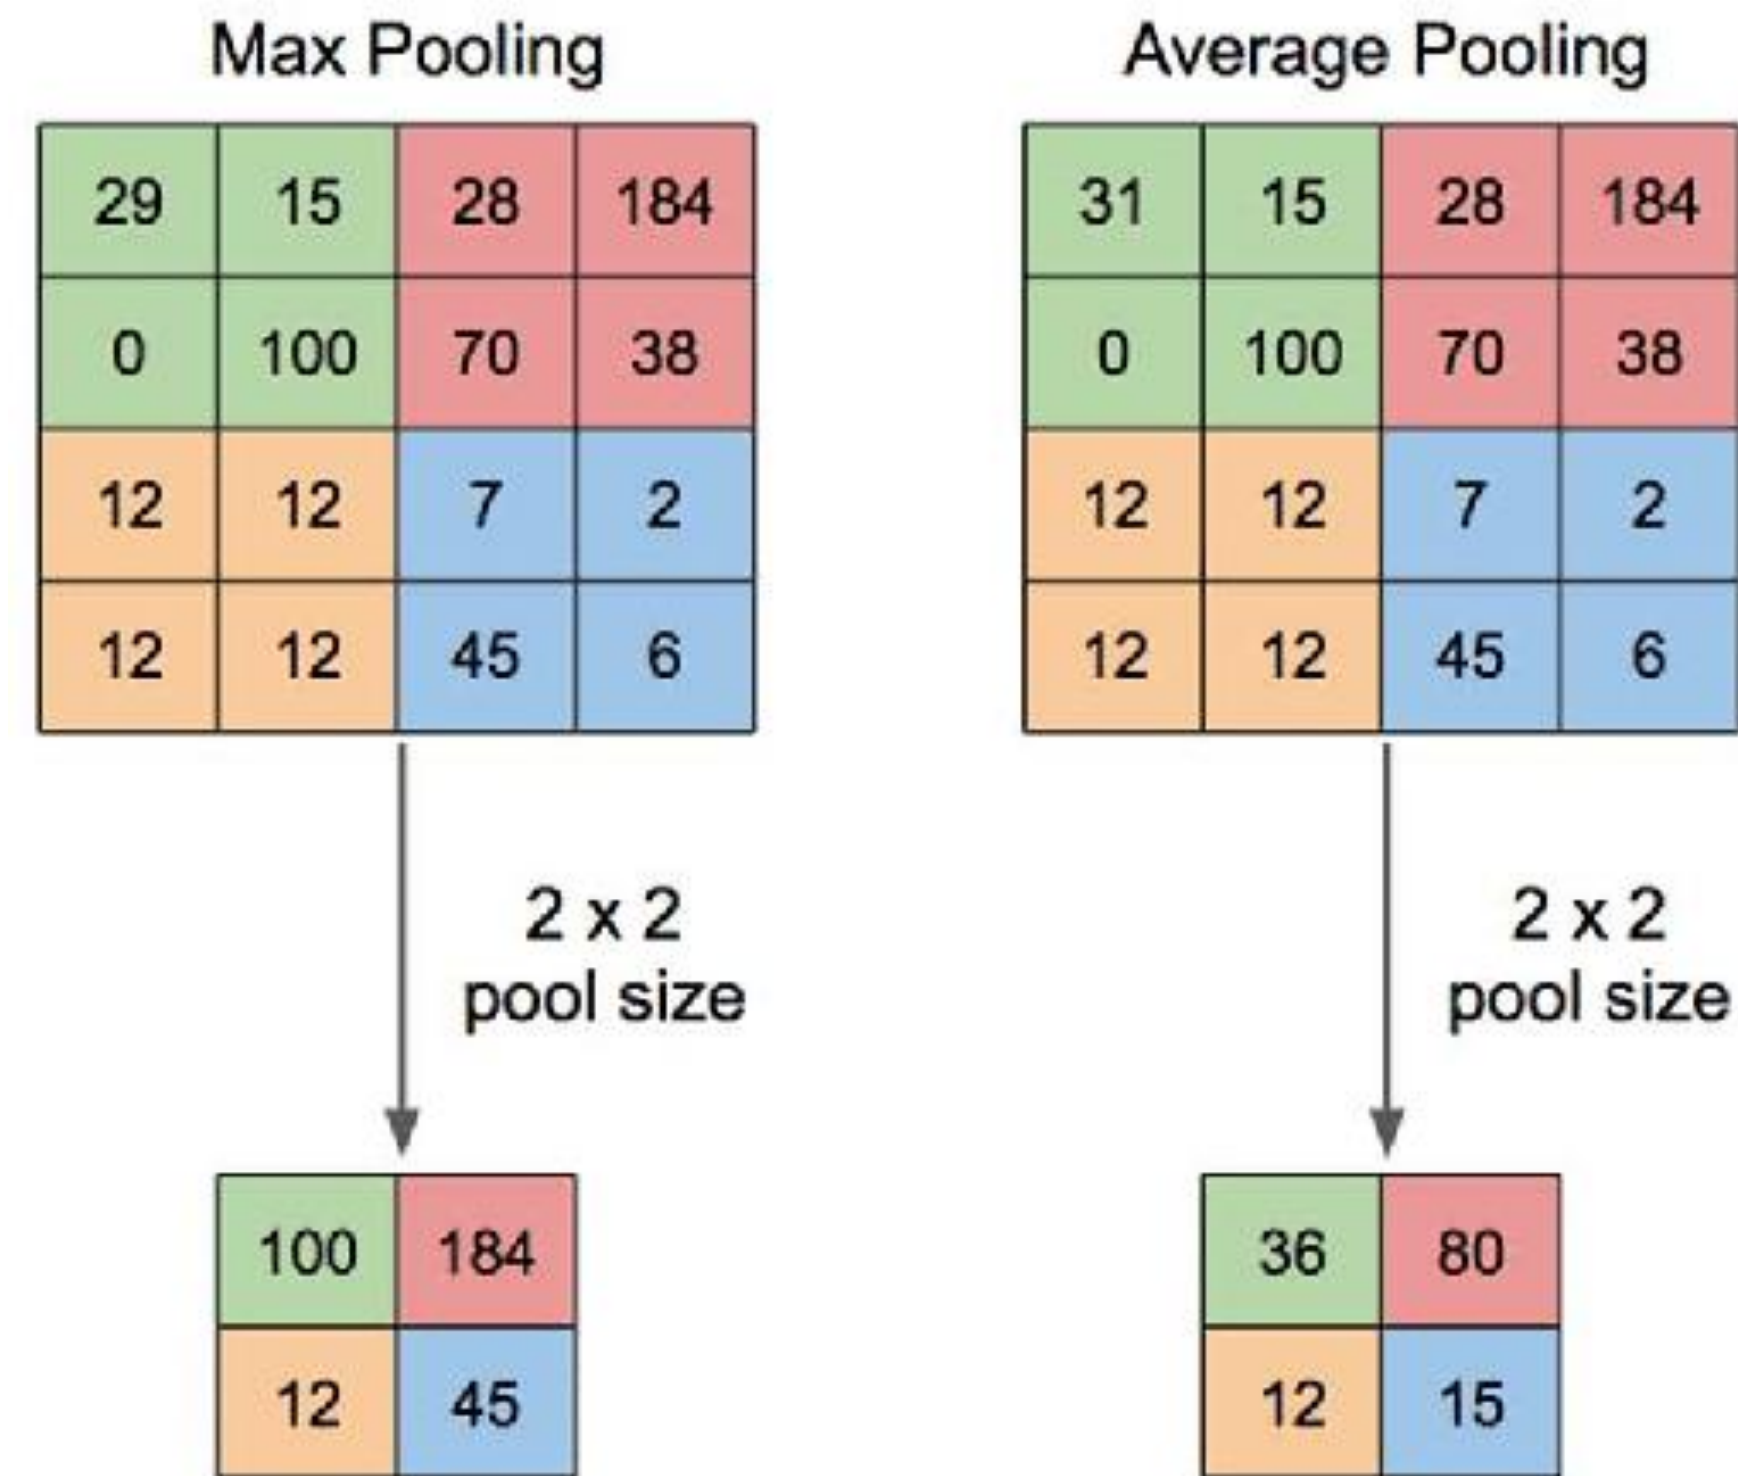 Max Pooling
29 15 28 184
0 100 70 38
12 12 7 2
12 12 45 6
2 x 2
pool size
100 184
12 45
Average Pooling
31 15 28 184
0 100 70 38
12 12 7 2
12 12 45 6
2 x 2
pool size
36 80
12 15